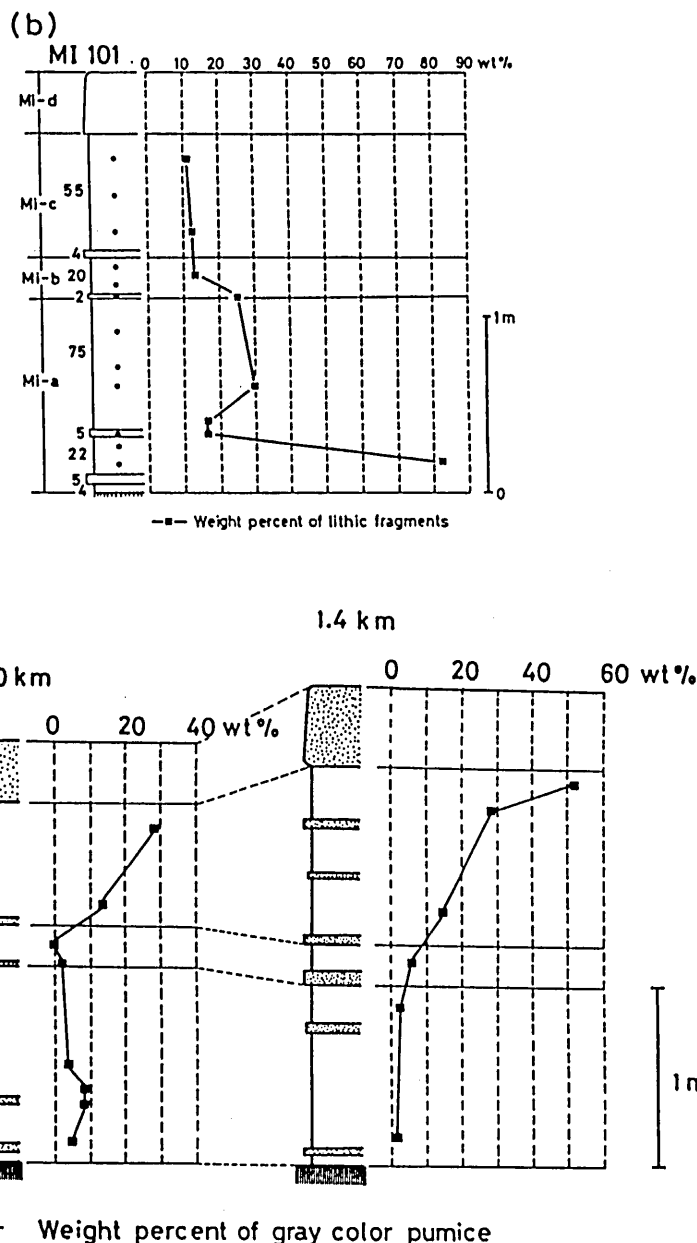 (b)
MI 101
0 10 20 30 40 50 60 70 80 90 wt%
Mi-d
55
Mi-c
4
Mi-b 20
2
1m
75
Mi-a
5
22
5
4
0
Weight percent of lithic fragments
1.4 km
0 km
0 20 40 60 wt%
0 20 40 wt%
1 m
Weight percent of gray color pumice